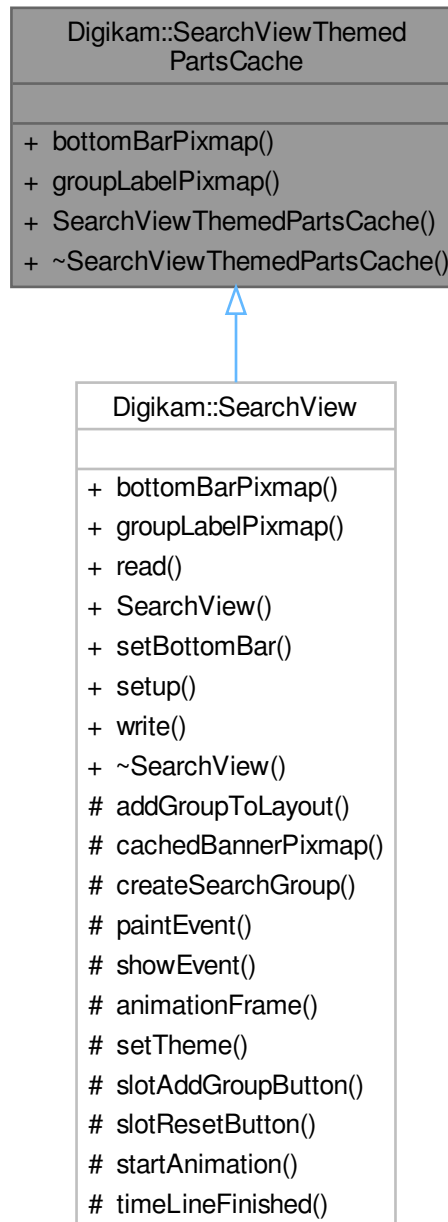 Digikam::SearchViewThemed
PartsCache
+ bottomBarPixmap()
+ groupLabelPixmap()
+ SearchViewThemedPartsCache()
+ ~SearchViewThemedPartsCache()
Digikam::SearchView
+ bottomBarPixmap()
+ groupLabelPixmap()
+ read()
+ SearchView()
+ setBottomBar()
+ setup()
+ write()
+ ~SearchView()
# addGroupToLayout()
# cachedBannerPixmap()
# createSearchGroup()
# paintEvent()
# showEvent()
# animationFrame()
# setTheme()
# slotAddGroupButton()
# slotResetButton()
# startAnimation()
# timeLineFinished()